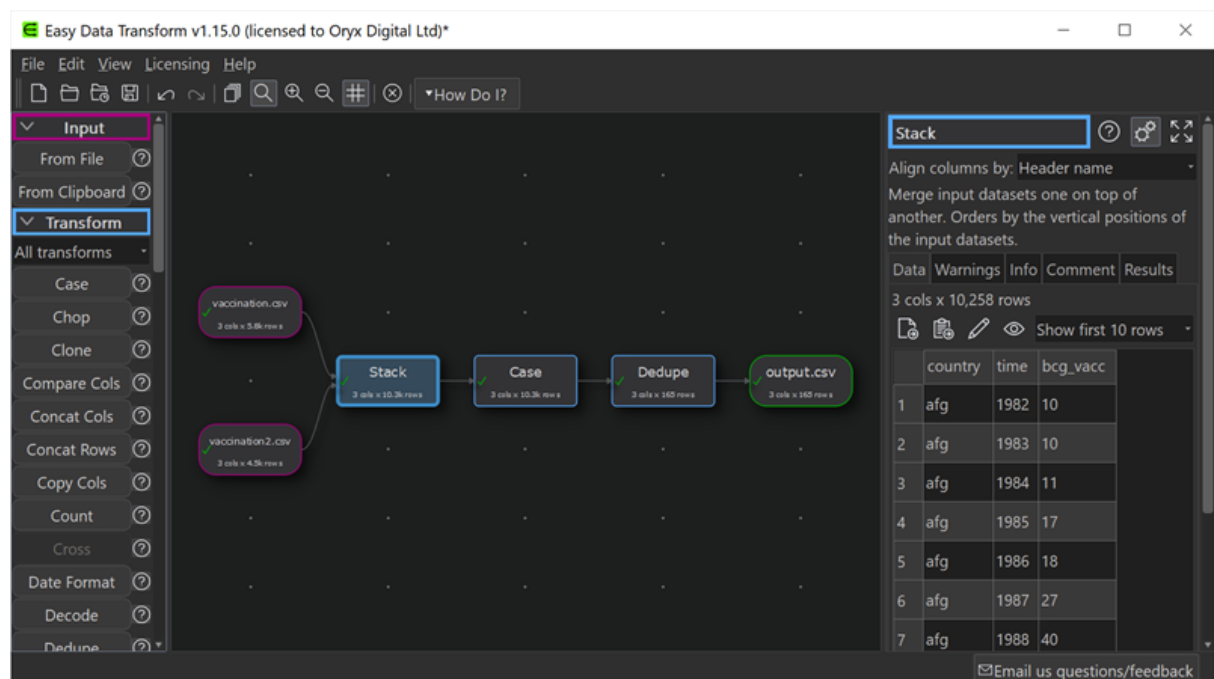 Easy Data Transform v1.15.0 (licensed to Oryx Digital Ltd)*
File Edit View Licensing Help
How Do I?
Input
From File
From Clipboard
Transform
All transforms
Case
Chop
Clone
Compare Cols
Concat Cols
Concat Rows
Copy Cols
Count
Cross
Date Format
Decode
Dedupe
vaccination.csv
3 cols x 5.8k rows
vaccination2.csv
3 cols x 4.5k rows
Stack
3 cols x 10.3k rows
Case
3 cols x 10.3k rows
Dedupe
3 cols x 165 rows
output.csv
3 cols x 165 rows
Stack
Align columns by: Header name
Merge input datasets one on top of
another. Orders by the vertical positions of
the input datasets.
Data Warnings Info Comment Results
3 cols x 10,258 rows
Show first 10 rows
country time bcg_vacc
1 afg 1982 10
2 afg 1983 10
3 afg 1984 11
4 afg 1985 17
5 afg 1986 18
6 afg 1987 27
7 afg 1988 40
Email us questions/feedback